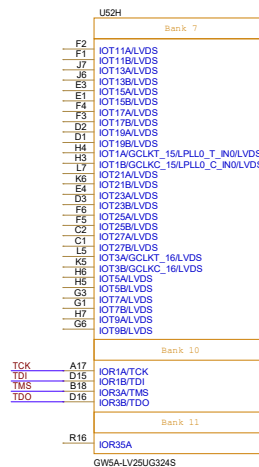 U52H
Bank 7
F2 IOT11A/LVDS
F1 IOT11B/LVDS
J7 IOT13A/LVDS
J6 IOT13B/LVDS
E3 IOT15A/LVDS
E1 IOT15B/LVDS
F4 IOT17A/LVDS
F3 IOT17B/LVDS
D2 IOT19A/LVDS
D1 IOT19B/LVDS
H4 IOT1A/GCLKT_15/LPLL0_T_IN0/LVDS
H3 IOT1B/GCLKC_15/LPLL0_C_IN0/LVDS
L7 IOT21A/LVDS
K6 IOT21B/LVDS
E4 IOT23A/LVDS
D3 IOT23B/LVDS
F6 IOT25A/LVDS
F5 IOT25B/LVDS
C2 IOT27A/LVDS
C1 IOT27B/LVDS
L5 IOT3A/GCLKT_16/LVDS
K5 IOT3B/GCLKC_16/LVDS
H6 IOT5A/LVDS
H5 IOT5B/LVDS
G3 IOT7A/LVDS
G1 IOT7B/LVDS
H7 IOT9A/LVDS
G6 IOT9B/LVDS
Bank 10
TCK A17 IOR1A/TCK
TDI D15 IOR1B/TDI
TMS B18 IOR3A/TMS
TDO D16 IOR3B/TDO
Bank 11
R16 IOR35A
GW5A-LV25UG324S